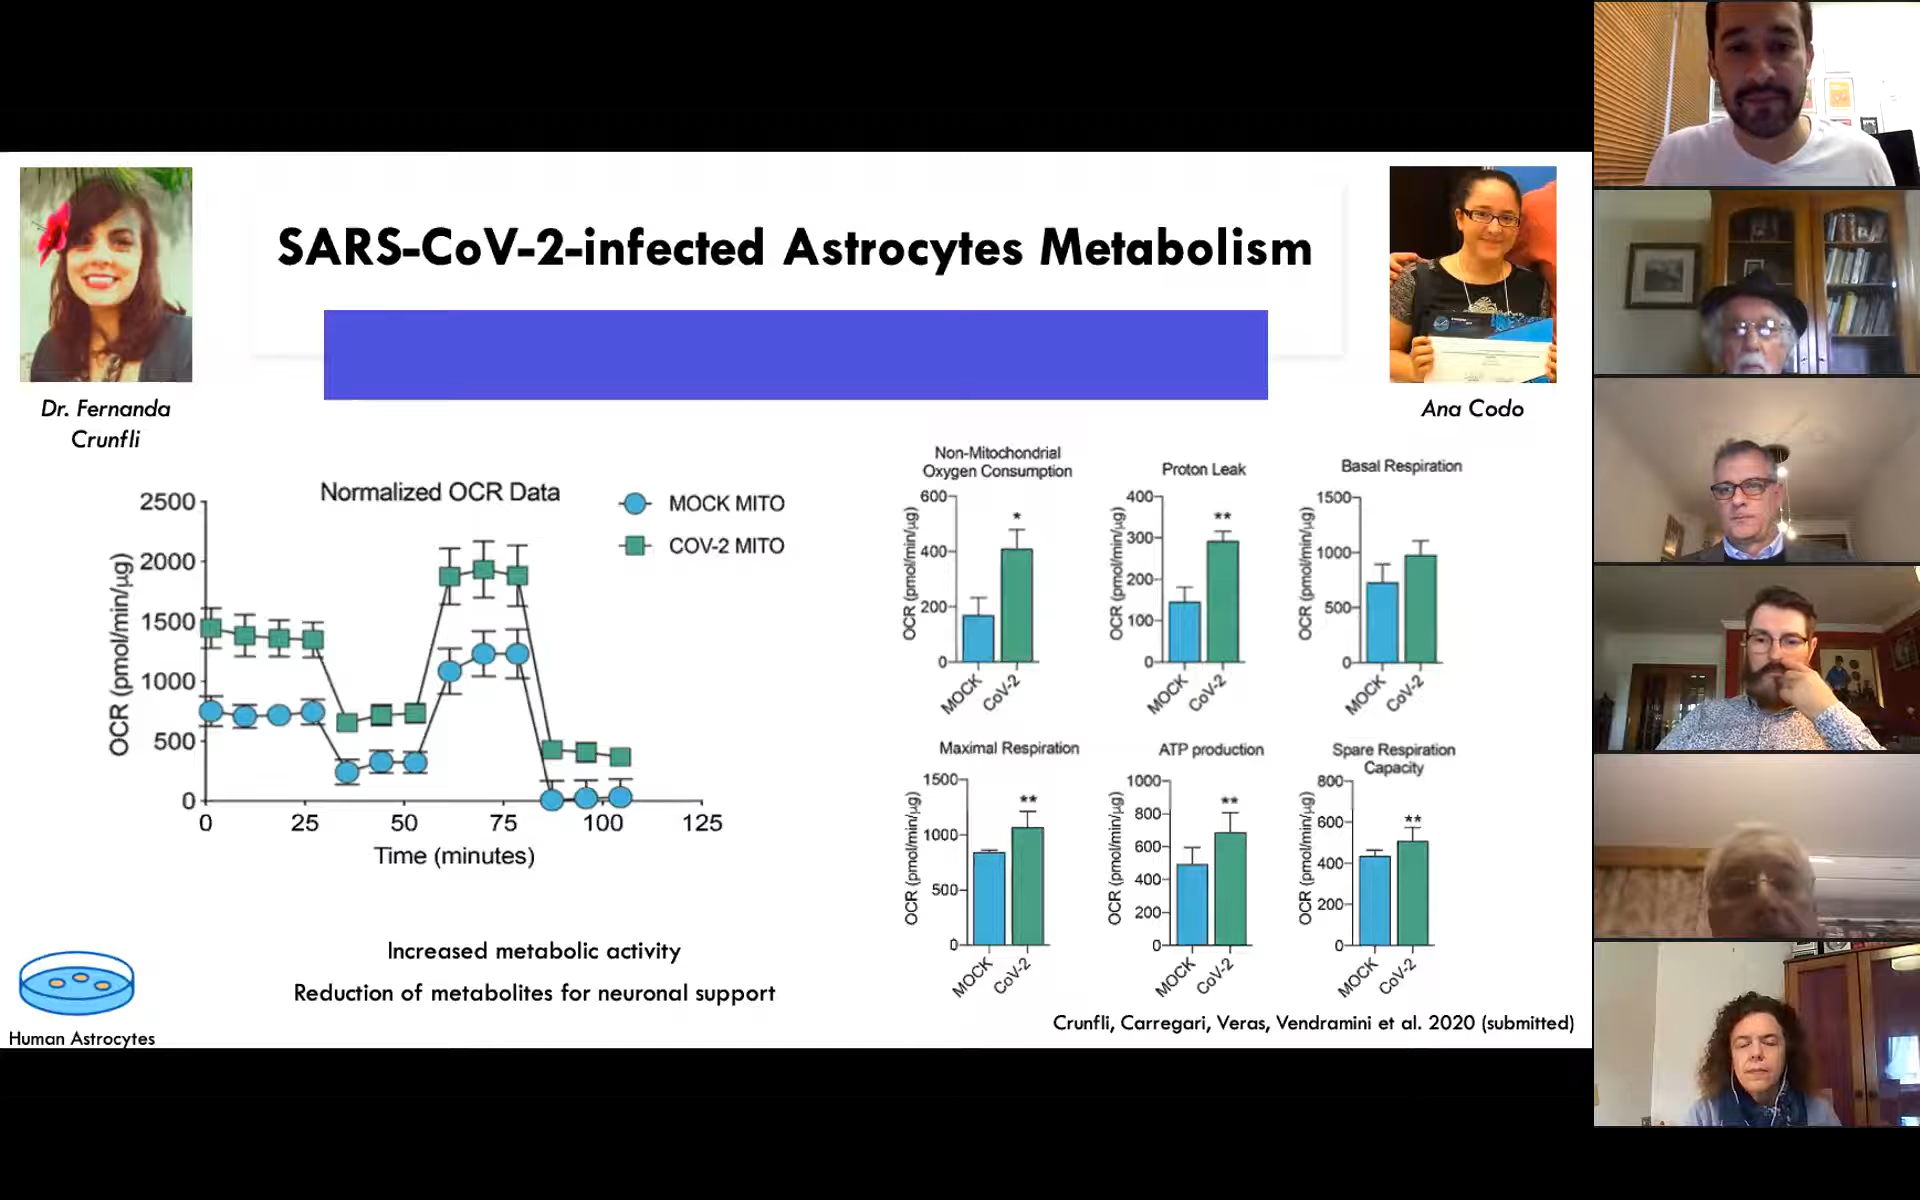 SARS-CoV-2-infected Astrocytes Metabolism
Dr. Fernanda
Crunfli
Ana Codo
Normalized OCR Data
MOCK MITO
COV-2 MITO
OCR (pmol/min/µg)
2500
2000
1500
1000
500
0
0 25 50 75 100 125
Time (minutes)
Non-Mitochondrial
Oxygen Consumption
OCR (pmol/min/µg)
600
400
200
0
*
MOCK
CoV-2
Proton Leak
OCR (pmol/min/µg)
400
300
200
100
0
**
MOCK
CoV-2
Basal Respiration
OCR (pmol/min/µg)
1500
1000
500
0
MOCK
CoV-2
Maximal Respiration
OCR (pmol/min/µg)
1500
1000
500
0
**
MOCK
CoV-2
ATP production
OCR (pmol/min/µg)
1000
800
600
400
200
0
**
MOCK
CoV-2
Spare Respiration
Capacity
OCR (pmol/min/µg)
800
600
400
200
0
**
MOCK
CoV-2
Increased metabolic activity
Reduction of metabolites for neuronal support
Human Astrocytes
Crunfli, Carregari, Veras, Vendramini et al. 2020 (submitted)